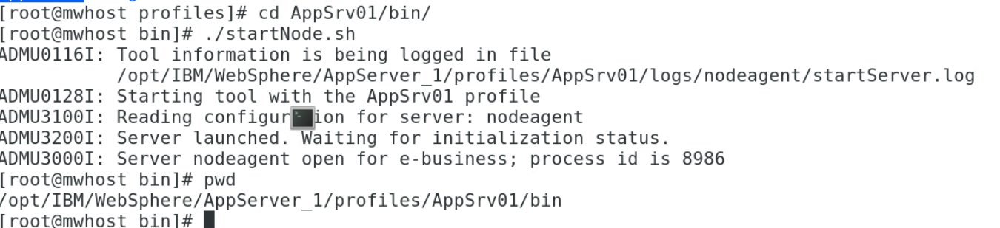 [root@mwhost profiles]# cd AppSrv01/bin/
[root@mwhost bin]# ./startNode.sh
ADMU0116I: Tool information is being logged in file
/opt/IBM/WebSphere/AppServer_1/profiles/AppSrv01/logs/nodeagent/startServer.log
ADMU0128I: Starting tool with the AppSrv01 profile
ADMU3100I: Reading configur ion for server: nodeagent
ADMU3200I: Server launched. Waiting for initialization status.
ADMU3000I: Server nodeagent open for e-business; process id is 8986
[root@mwhost bin]# pwd
/opt/IBM/WebSphere/AppServer_1/profiles/AppSrv01/bin
[root@mwhost bin]#